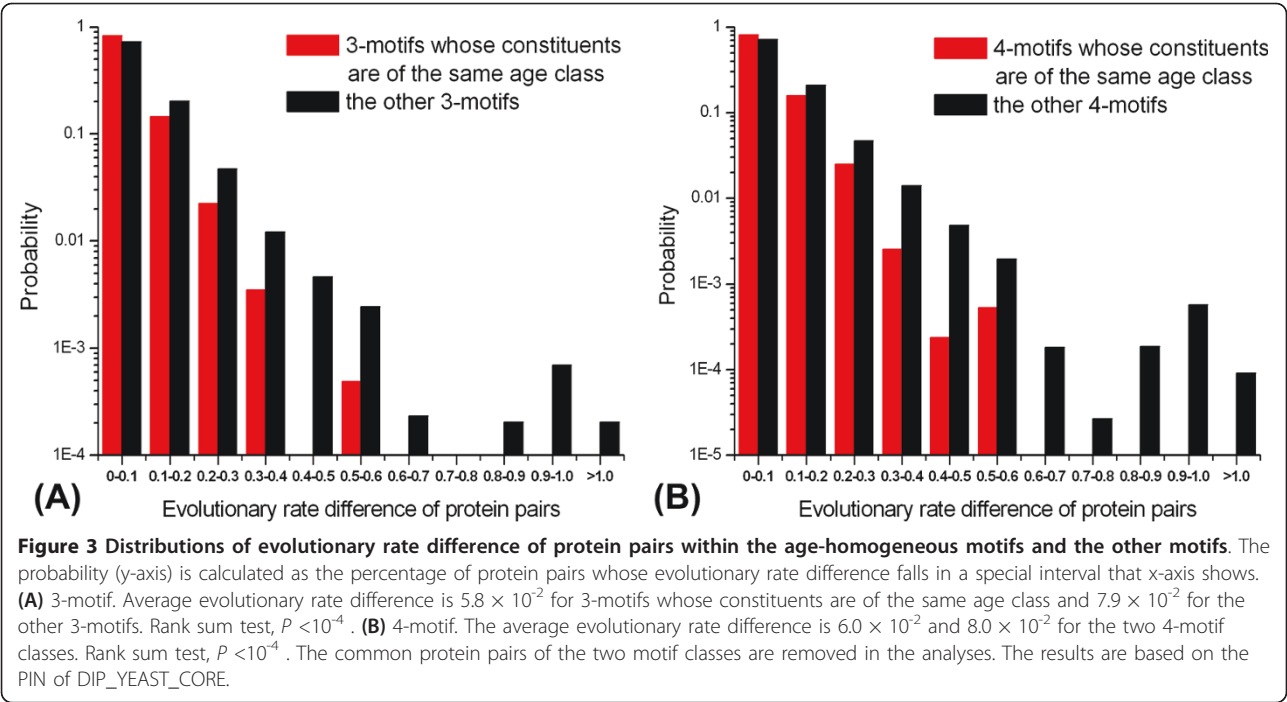 1
0.1
0.01
1E-3
1E-4
Probability
3-motifs whose constituents
are of the same age class
the other 3-motifs
0-0.1 0.1-0.2 0.2-0.3 0.3-0.4 0.4-0.5 0.5-0.6 0.6-0.7 0.7-0.8 0.8-0.9 0.9-1.0 >1.0
(A)
Evolutionary rate difference of protein pairs
1
0.1
0.01
1E-3
1E-4
1E-5
Probability
4-motifs whose constituents
are of the same age class
the other 4-motifs
0-0.1 0.1-0.2 0.2-0.3 0.3-0.4 0.4-0.5 0.5-0.6 0.6-0.7 0.7-0.8 0.8-0.9 0.9-1.0 >1.0
(B)
Evolutionary rate difference of protein pairs
Figure 3 Distributions of evolutionary rate difference of protein pairs within the age-homogeneous motifs and the other motifs. The
probability (y-axis) is calculated as the percentage of protein pairs whose evolutionary rate difference falls in a special interval that x-axis shows.
(A) 3-motif. Average evolutionary rate difference is 5.8 × 10⁻² for 3-motifs whose constituents are of the same age class and 7.9 × 10⁻² for the
other 3-motifs. Rank sum test, P <10⁻⁴ . (B) 4-motif. The average evolutionary rate difference is 6.0 × 10⁻² and 8.0 × 10⁻² for the two 4-motif
classes. Rank sum test, P <10⁻⁴ . The common protein pairs of the two motif classes are removed in the analyses. The results are based on the
PIN of DIP_YEAST_CORE.